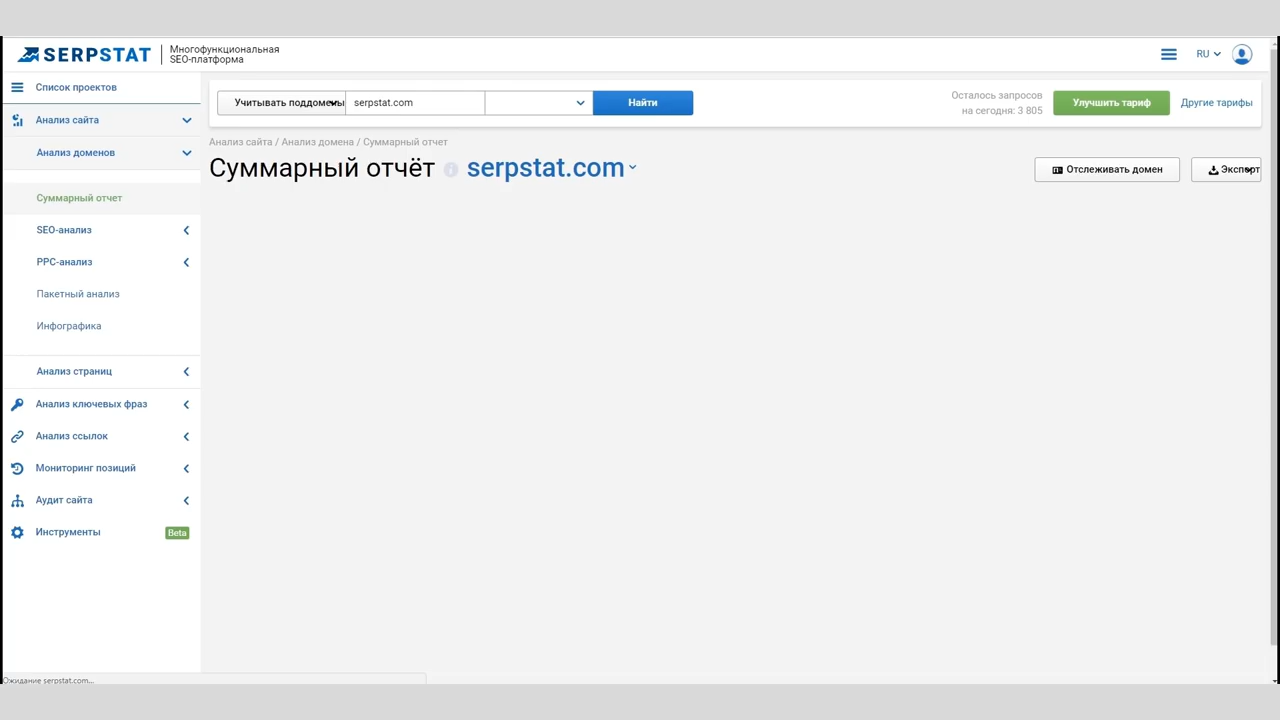 SERPSTAT
Многофункциональная
SEO-платформа
RU
Список проектов
Анализ сайта
Анализ доменов
Суммарный отчет
SEO-анализ
PPC-анализ
Пакетный анализ
Инфографика
Анализ страниц
Анализ ключевых фраз
Анализ ссылок
Мониторинг позиций
Аудит сайта
Инструменты Beta
Учитывать поддомены serpstat.com Найти
Осталось запросов
на сегодня: 3 805
Улучшить тариф Другие тарифы
Анализ сайта / Анализ домена / Суммарный отчет
Суммарный отчёт i serpstat.com
Отслеживать домен Экспорт
Ожидание serpstat.com...